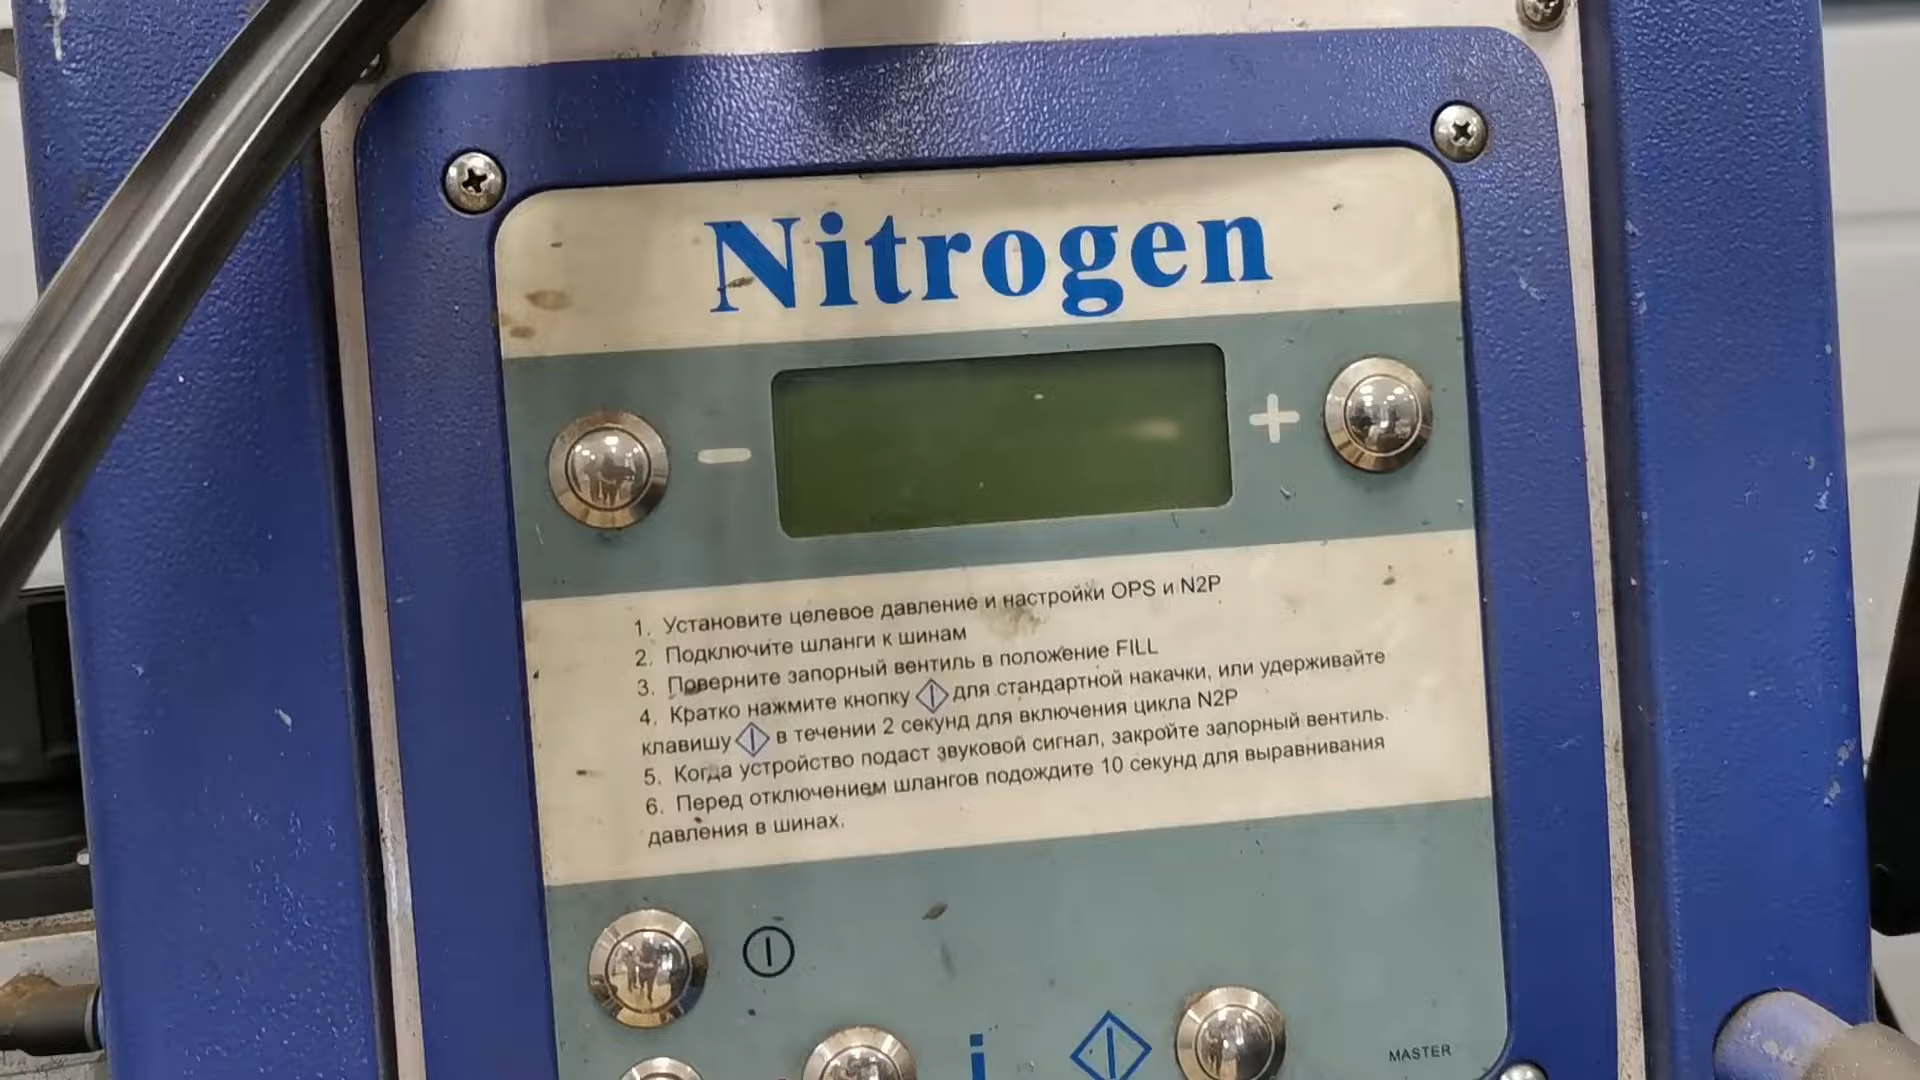 Nitrogen
1. Установите целевое давление и настройки OPS и N2P
2. Подключите шланги к шинам
3. Поверните запорный вентиль в положение FILL
4. Кратко нажмите кнопку для стандартной накачки, или удерживайте
клавишу в течении 2 секунд для включения цикла N2P
5. Когда устройство подаст звуковой сигнал, закройте запорный вентиль.
6. Перед отключением шлангов подождите 10 секунд для выравнивания
давления в шинах.
i
MASTER